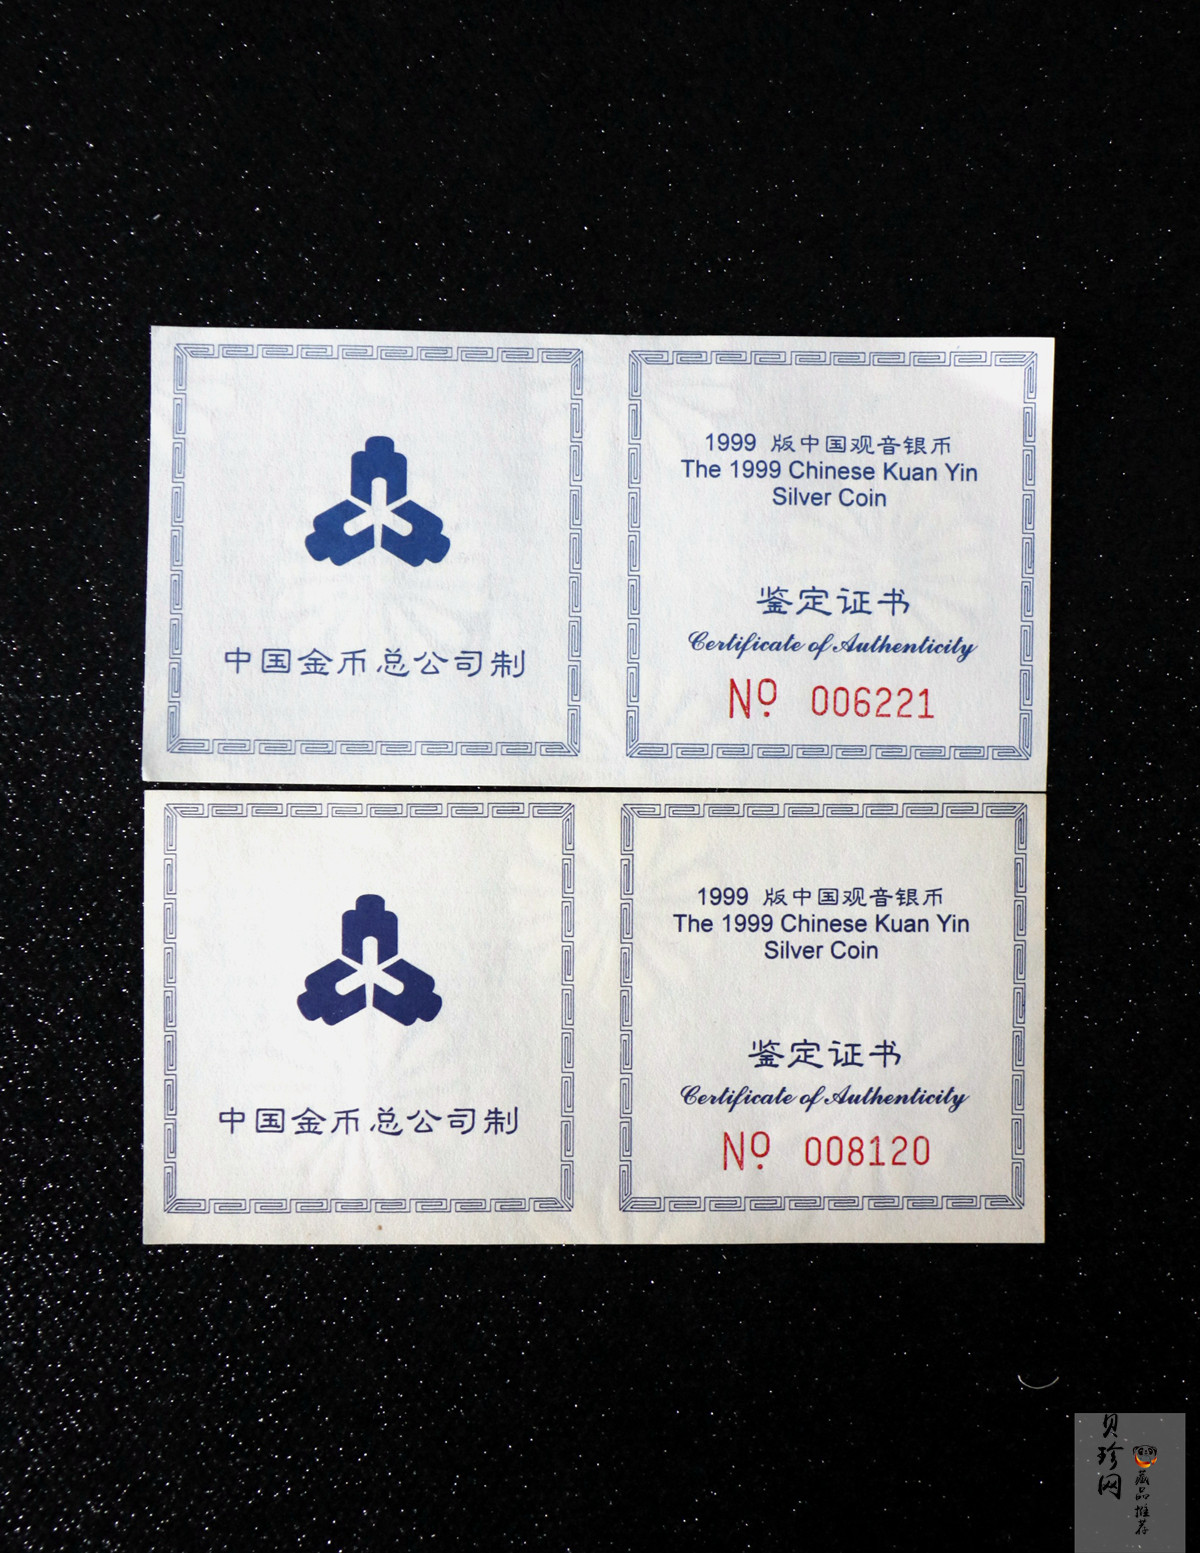 1999 版中国观音银币
The 1999 Chinese Kuan Yin
Silver Coin
鉴定证书
Certificate of Authenticity
中国金币总公司制
Nº 006221
1999 版中国观音银币
The 1999 Chinese Kuan Yin
Silver Coin
鉴定证书
Certificate of Authenticity
中国金币总公司制
Nº 008120
贝珍网
藏品推荐